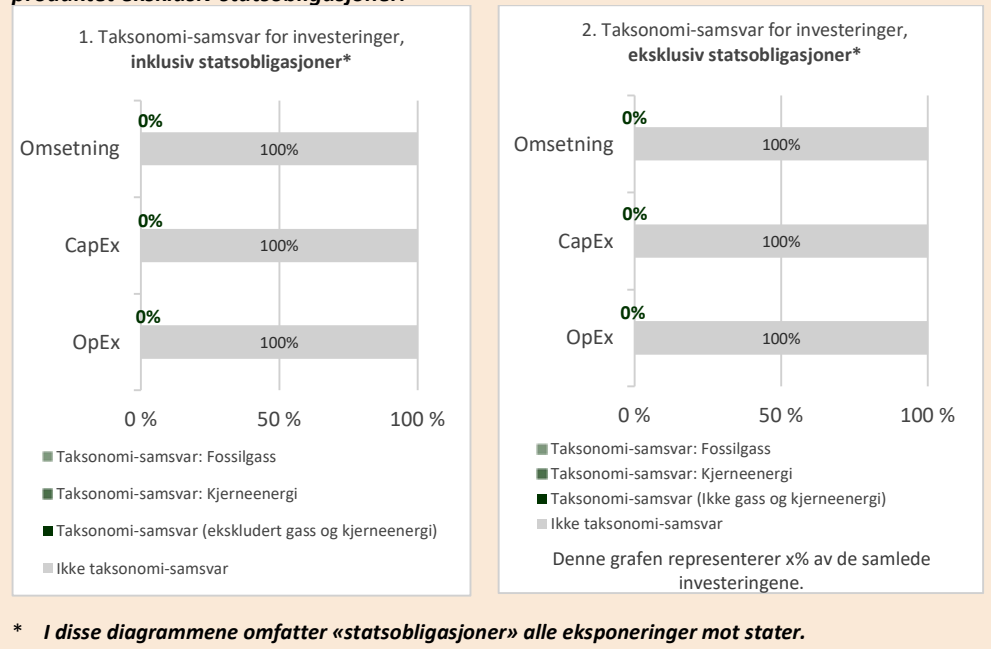 produktet eksklusiv statsobligasjoner.
1. Taksonomi-samsvar for investeringer,
inklusiv statsobligasjoner*
0%
Omsetning 100%
0%
CapEx 100%
0%
OpEx 100%
0 % 50 % 100 %
Taksonomi-samsvar: Fossilgass
Taksonomi-samsvar: Kjerneenergi
Taksonomi-samsvar (ekskludert gass og kjerneenergi)
Ikke taksonomi-samsvar
2. Taksonomi-samsvar for investeringer,
eksklusiv statsobligasjoner*
0%
Omsetning 100%
0%
CapEx 100%
0%
OpEx 100%
0 % 50 % 100 %
Taksonomi-samsvar: Fossilgass
Taksonomi-samsvar: Kjerneenergi
Taksonomi-samsvar (Ikke gass og kjerneenergi)
Ikke taksonomi-samsvar
Denne grafen representerer x% av de samlede
investeringene.
* I disse diagrammene omfatter «statsobligasjoner» alle eksponeringer mot stater.